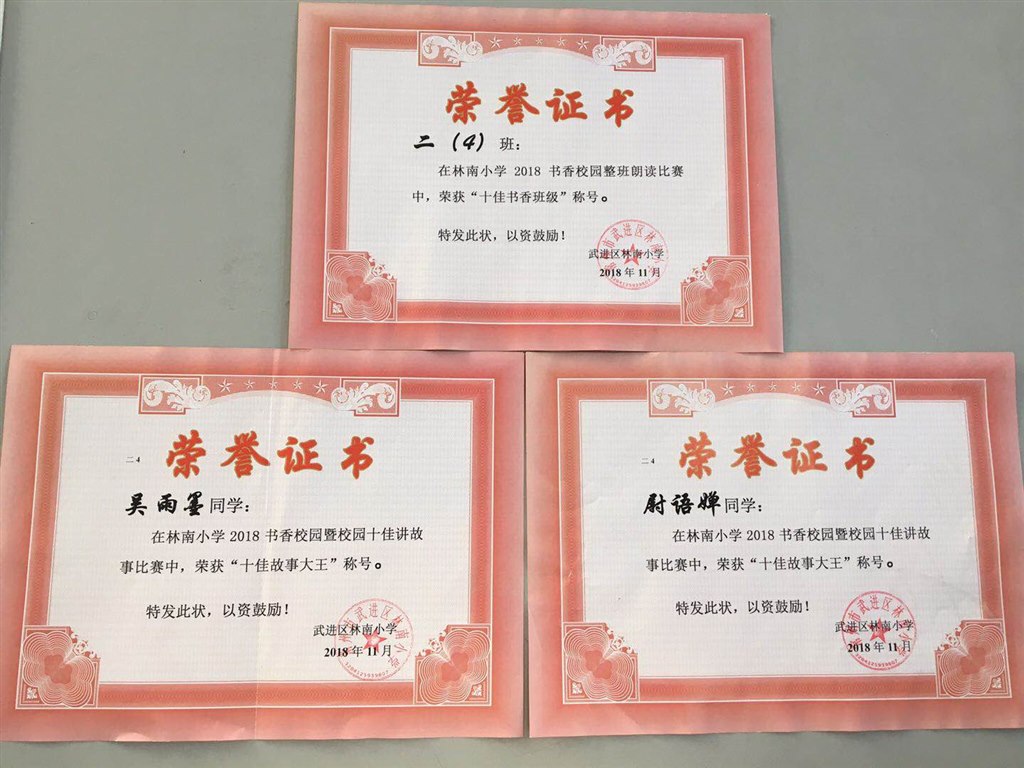 荣誉证书
二（4）班：
在林南小学 2018 书香校园整班朗读比赛
中，荣获“十佳书香班级”称号。
特发此状，以资鼓励！
武进区林南小学
2018 年 11 月
二4
荣誉证书
吴雨墨同学：
在林南小学 2018 书香校园暨校园十佳讲故
事比赛中，荣获“十佳故事大王”称号。
特发此状，以资鼓励！
武进区林南小学
2018 年 11 月
二4
荣誉证书
尉语婵同学：
在林南小学 2018 书香校园暨校园十佳讲故
事比赛中，荣获“十佳故事大王”称号。
特发此状，以资鼓励！
武进区林南小学
2018 年 11 月